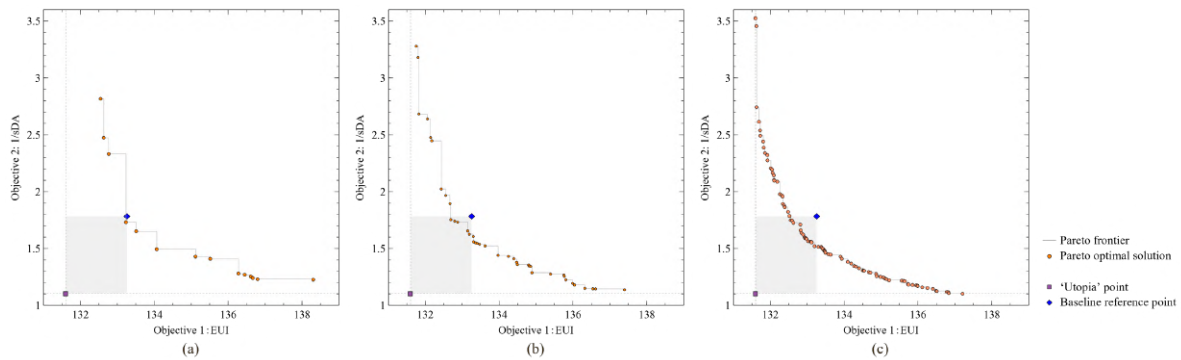 3.5
3
2.5
2
1.5
1
Objective 2: 1/sDA
132
134
136
138
Objective 1: EUI
(a)
3.5
3
2.5
2
1.5
1
Objective 2: 1/sDA
132
134
136
138
Objective 1: EUI
(b)
3.5
3
2.5
2
1.5
1
Objective 2: 1/sDA
132
134
136
138
Objective 1: EUI
(c)
Pareto frontier
Pareto optimal solution
'Utopia' point
Baseline reference point